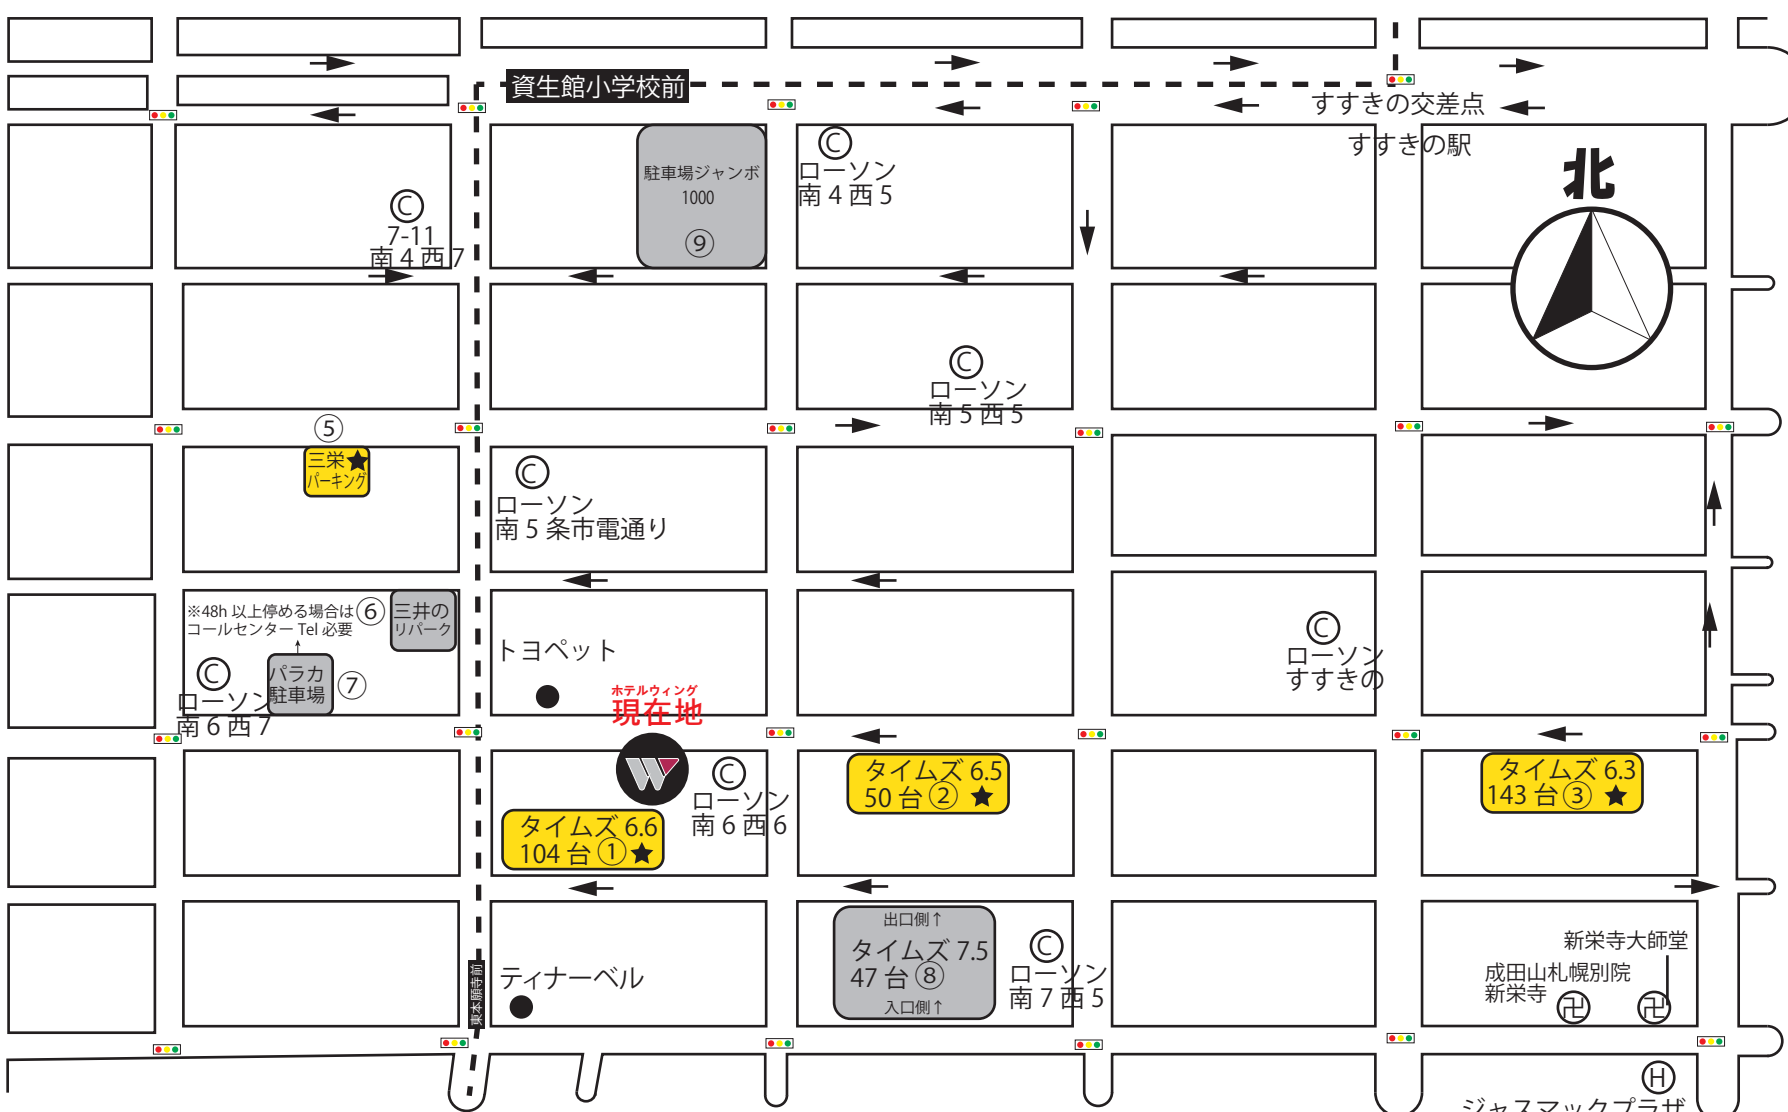 資生館小学校前
すすきの交差点
すすきの駅
北
駐車場ジャンボ
1000
⑨
C
ローソン
南4西5
C
7-11
南4西7
C
ローソン
南5西5
⑤
三栄★
パーキング
C
ローソン
南5条市電通り
※48h 以上停める場合は
コールセンター Tel 必要
⑥
三井の
リパーク
C
ローソン
南6西7
パラカ
駐車場
⑦
トヨペット
ホテルウィング
現在地
W
C
ローソン
すすきの
C
ローソン
南6西6
タイムズ 6.6
104 台①★
タイムズ 6.5
50 台②★
タイムズ 6.3
143 台③★
出口側↑
タイムズ 7.5
47 台⑧
入口側↑
C
ローソン
南7西5
東本願寺前
ティナーベル
新栄寺大師堂
成田山札幌別院
新栄寺
卍
卍
H
ジャスマックプラザ